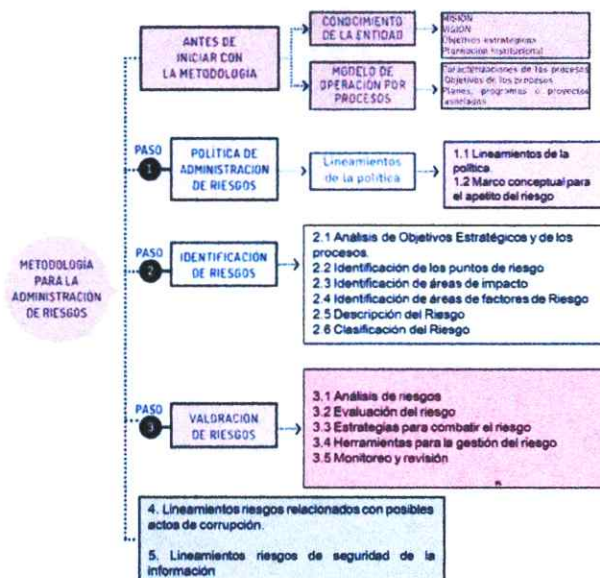 ANTES DE
INICIAR CON
LA METODOLOGÍA
CONOCIMIENTO
DE LA ENTIDAD
MISIÓN
VISIÓN
Objetivos estratégicos
Planeación institucional
MODELO DE
OPERACIÓN POR
PROCESOS
Caracterizaciones de los procesos
Objetivos de los procesos
Planes, programas o proyectos
asociados
PASO
1
POLÍTICA DE
ADMINISTRACIÓN
DE RIESGOS
Lineamientos
de la política
1.1 Lineamientos de la
política.
1.2 Marco conceptual para
el apetito del riesgo
METODOLOGÍA
PARA LA
ADMINISTRACIÓN
DE RIESGOS
PASO
2
IDENTIFICACIÓN
DE RIESGOS
2.1 Análisis de Objetivos Estratégicos y de los
procesos.
2.2 Identificación de los puntos de riesgo
2.3 Identificación de áreas de impacto
2.4 Identificación de áreas de factores de Riesgo
2.5 Descripción del Riesgo
2.6 Clasificación del Riesgo
PASO
3
VALORACIÓN
DE RIESGOS
3.1 Análisis de riesgos
3.2 Evaluación del riesgo
3.3 Estrategias para combatir el riesgo
3.4 Herramientas para la gestión del riesgo
3.5 Monitoreo y revisión
4. Lineamientos riesgos relacionados con posibles
actos de corrupción.
5. Lineamientos riesgos de seguridad de la
información